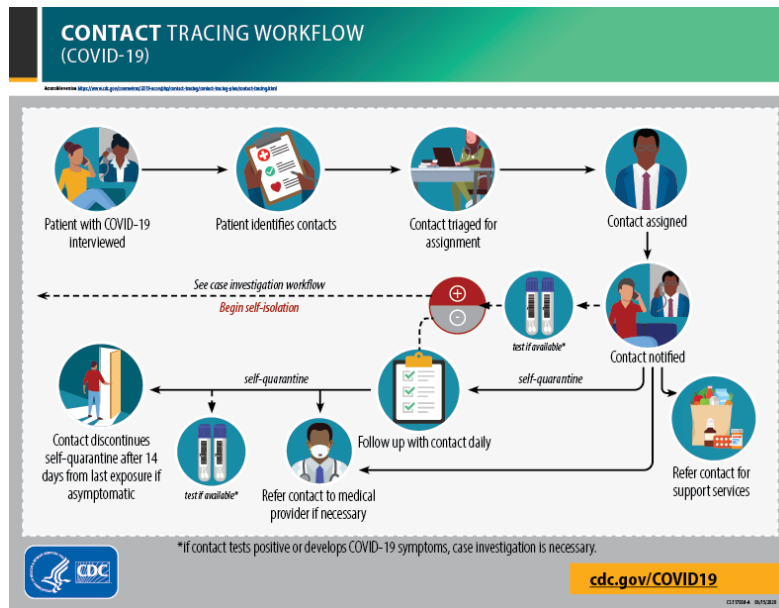 CONTACT TRACING WORKFLOW
(COVID-19)
Accessible version
Patient with COVID-19
interviewed
Patient identifies contacts
Contact triaged for
assignment
Contact assigned
See case investigation workflow
Begin self-isolation
+
-
test if available*
Contact notified
self-quarantine
self-quarantine
Contact discontinues
self-quarantine after 14
days from last exposure if
asymptomatic
test if available*
Refer contact to medical
provider if necessary
Follow up with contact daily
Refer contact for
support services
*if contact tests positive or develops COVID-19 symptoms, case investigation is necessary.
CDC
cdc.gov/COVID19